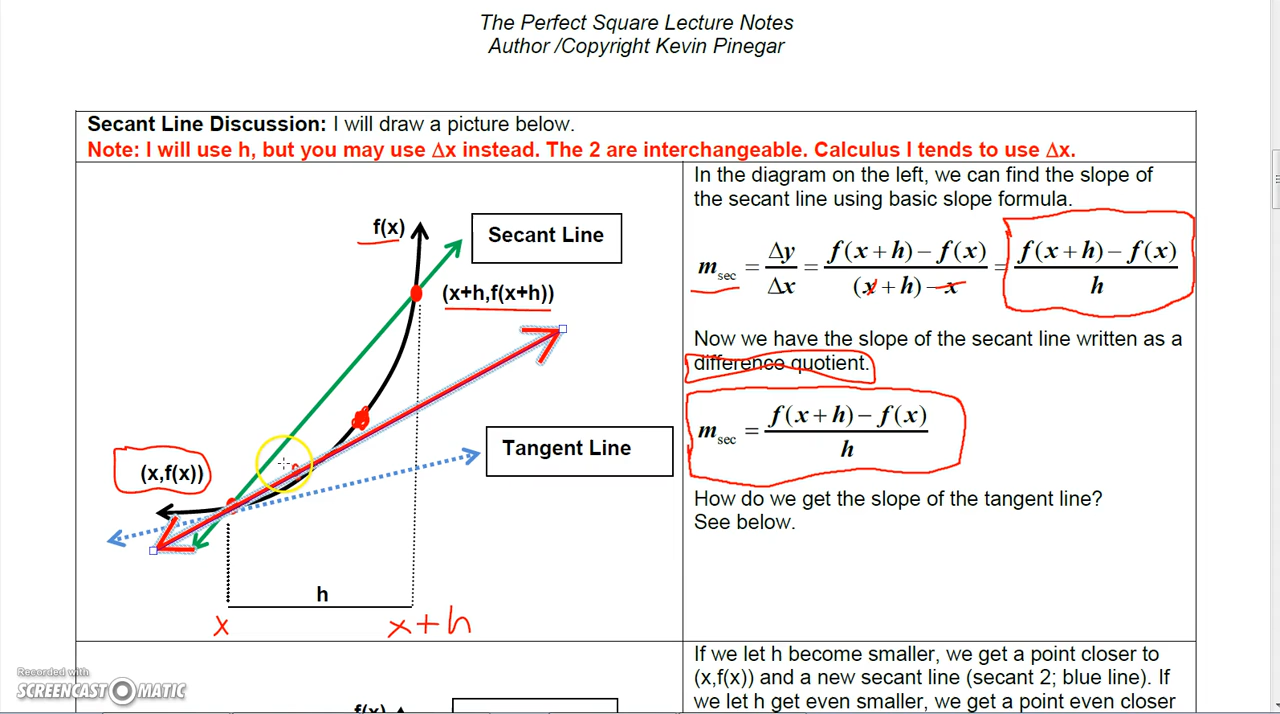 The Perfect Square Lecture Notes
Author /Copyright Kevin Pinegar
Secant Line Discussion: I will draw a picture below.
Note: I will use h, but you may use Δx instead. The 2 are interchangeable. Calculus I tends to use Δx.
f(x)
Secant Line
(x+h,f(x+h))
Tangent Line
(x,f(x))
h
x
x+h
In the diagram on the left, we can find the slope of
the secant line using basic slope formula.
m_sec = Δy/Δx = (f(x+h)−f(x))/((x+h)−x) = (f(x+h)−f(x))/h
Now we have the slope of the secant line written as a
difference quotient.
m_sec = (f(x+h)−f(x))/h
How do we get the slope of the tangent line?
See below.
If we let h become smaller, we get a point closer to
(x,f(x)) and a new secant line (secant 2; blue line). If
we let h get even smaller, we get a point even closer
f(x)
Recorded with
SCREENCAST MATIC